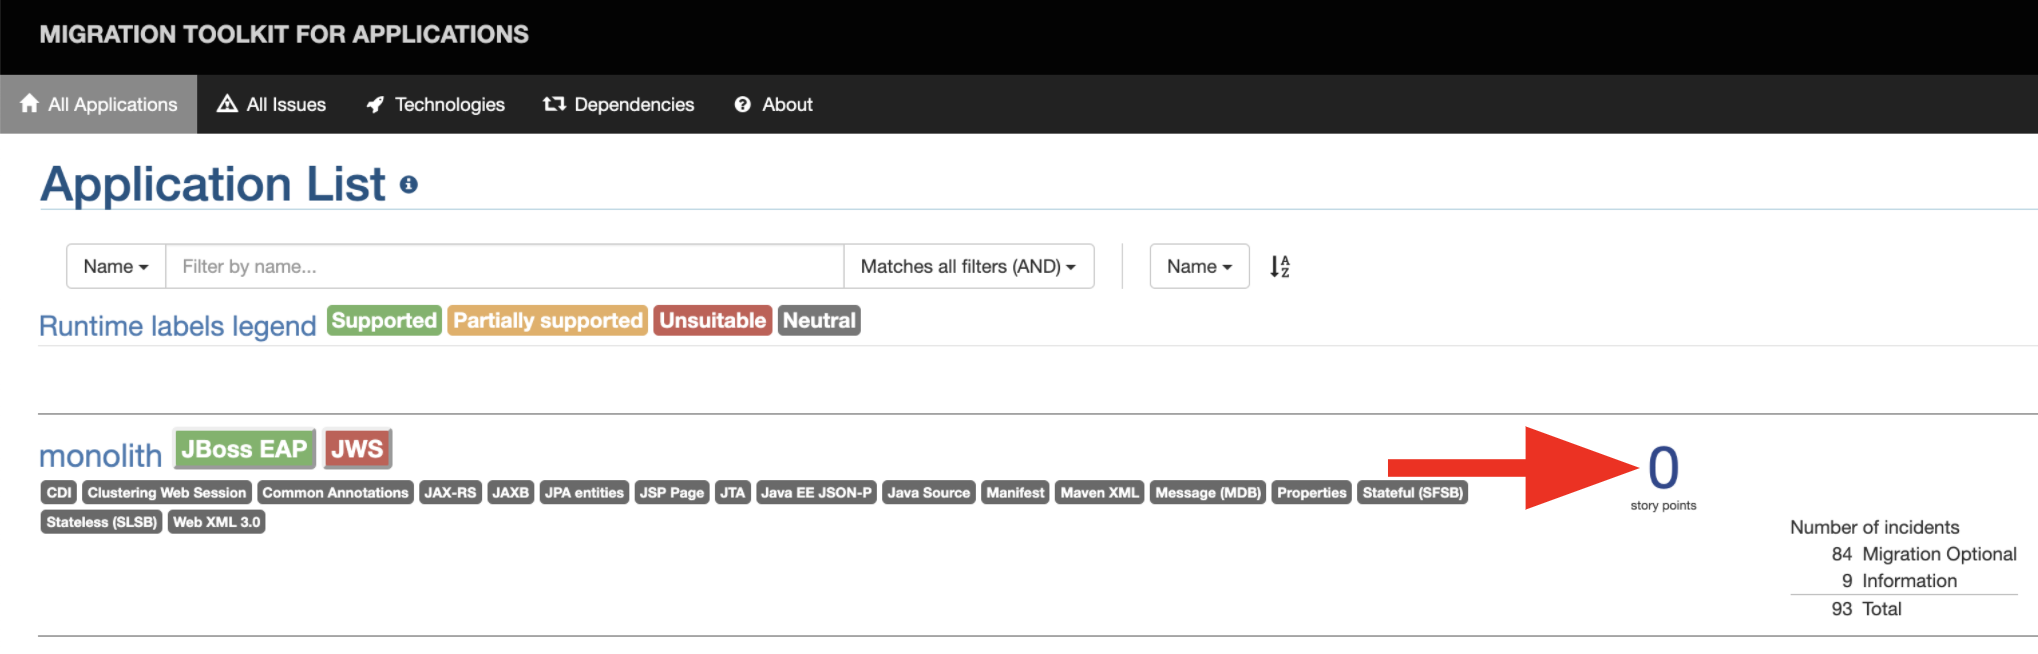 MIGRATION TOOLKIT FOR APPLICATIONS
All Applications All Issues Technologies Dependencies About
Application List
Name Filter by name... Matches all filters (AND) Name
Runtime labels legend Supported Partially supported Unsuitable Neutral
monolith JBoss EAP JWS
0
CDI Clustering Web Session Common Annotations JAX-RS JAXB JPA entities JSP Page JTA Java EE JSON-P Java Source Manifest Maven XML Message (MDB) Properties Stateful (SFSB)
story points
Stateless (SLSB) Web XML 3.0
Number of incidents
84 Migration Optional
9 Information
93 Total